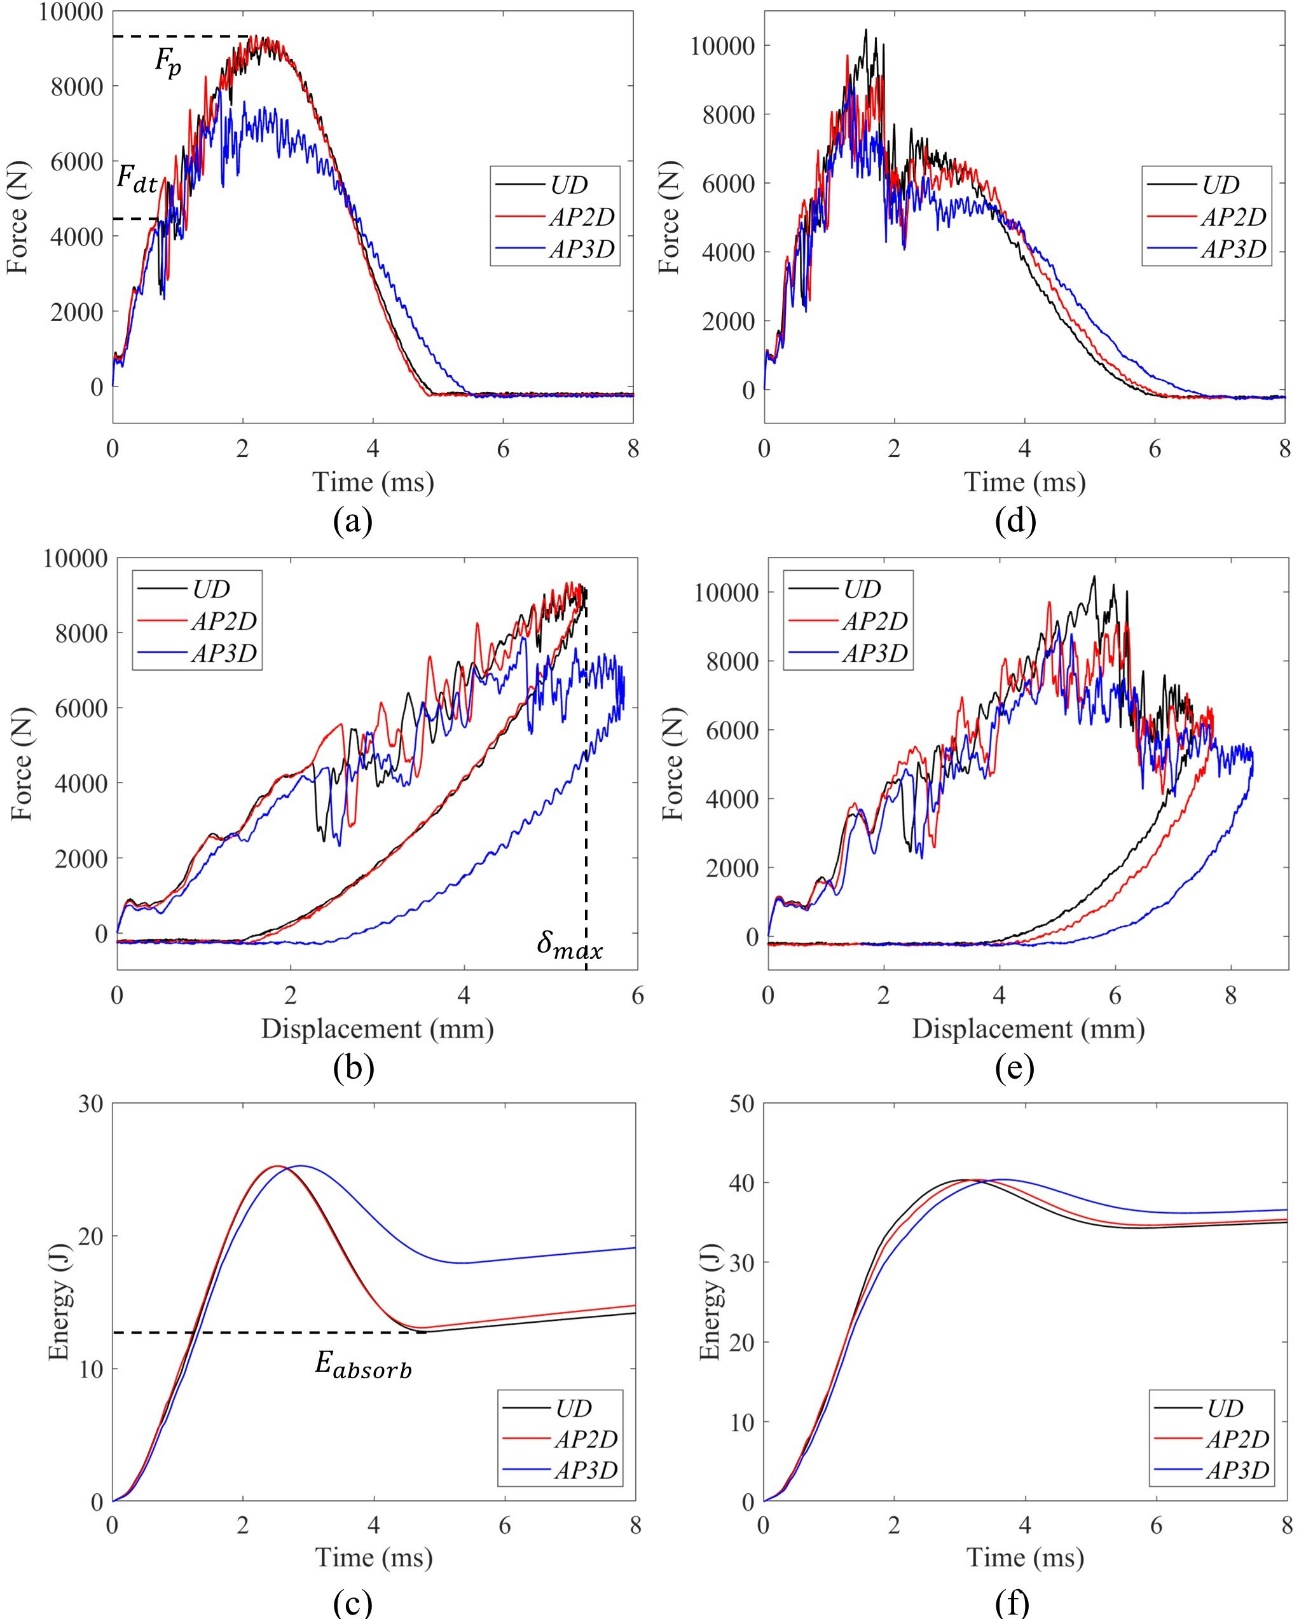 10000
8000
6000
4000
2000
0
Force (N)
F_p
F_dt
UD
AP2D
AP3D
0 2 4 6 8
Time (ms)
(a)
10000
8000
6000
4000
2000
0
Force (N)
UD
AP2D
AP3D
0 2 4 6 8
Time (ms)
(d)
10000
8000
6000
4000
2000
0
Force (N)
UD
AP2D
AP3D
δ_max
0 2 4 6
Displacement (mm)
(b)
10000
8000
6000
4000
2000
0
Force (N)
UD
AP2D
AP3D
0 2 4 6 8
Displacement (mm)
(e)
30
20
10
0
Energy (J)
E_absorb
UD
AP2D
AP3D
0 2 4 6 8
Time (ms)
(c)
50
40
30
20
10
0
Energy (J)
UD
AP2D
AP3D
0 2 4 6 8
Time (ms)
(f)